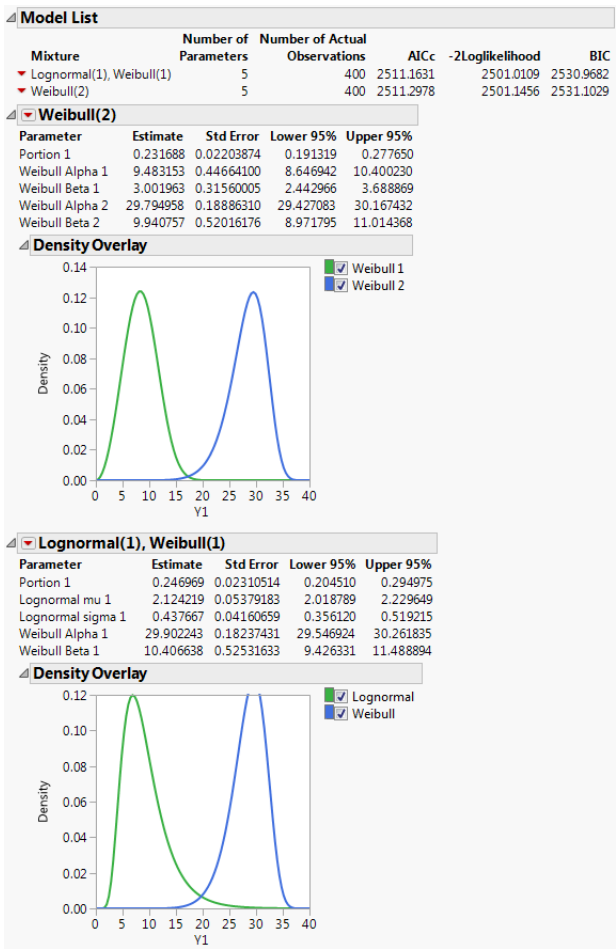 Model List
Number of Number of Actual
Mixture Parameters Observations AICc -2Loglikelihood BIC
Lognormal(1), Weibull(1) 5 400 2511.1631 2501.0109 2530.9682
Weibull(2) 5 400 2511.2978 2501.1456 2531.1029
Weibull(2)
Parameter Estimate Std Error Lower 95% Upper 95%
Portion 1 0.231688 0.02203874 0.191319 0.277650
Weibull Alpha 1 9.483153 0.44664100 8.646942 10.400230
Weibull Beta 1 3.001963 0.31560005 2.442966 3.688869
Weibull Alpha 2 29.794958 0.18886310 29.427083 30.167432
Weibull Beta 2 9.940757 0.52016176 8.971795 11.014368
Density Overlay
0.14
0.12
0.10
0.08
0.06
0.04
0.02
0.00
Density
0 5 10 15 20 25 30 35 40
Y1
Weibull 1
Weibull 2
Lognormal(1), Weibull(1)
Parameter Estimate Std Error Lower 95% Upper 95%
Portion 1 0.246969 0.02310514 0.204510 0.294975
Lognormal mu 1 2.124219 0.05379183 2.018789 2.229649
Lognormal sigma 1 0.437667 0.04160659 0.356120 0.519215
Weibull Alpha 1 29.902243 0.18237431 29.546924 30.261835
Weibull Beta 1 10.406638 0.52531633 9.426331 11.488894
Density Overlay
0.12
0.10
0.08
0.06
0.04
0.02
0.00
Density
0 5 10 15 20 25 30 35 40
Y1
Lognormal
Weibull